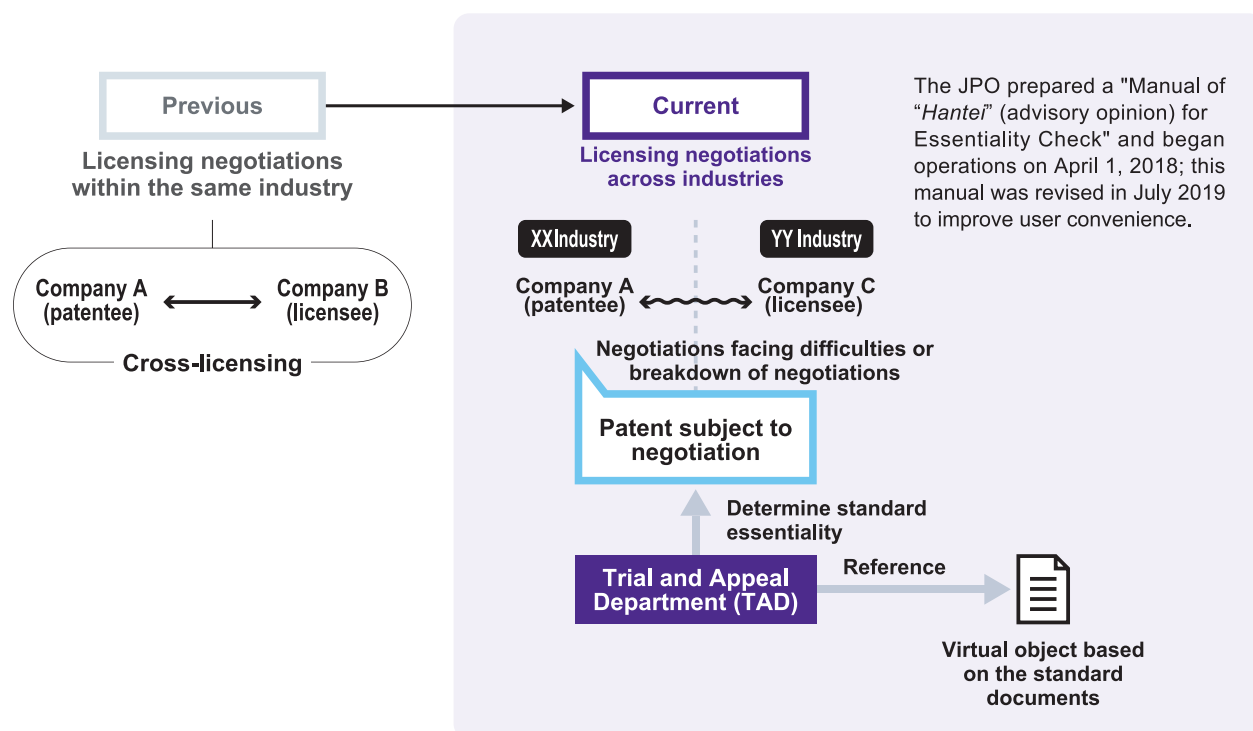 Previous
Licensing negotiations
within the same industry
Company A
(patentee)
Company B
(licensee)
Cross-licensing
Current
Licensing negotiations
across industries
XX Industry
YY Industry
Company A
(patentee)
Company C
(licensee)
Negotiations facing difficulties or
breakdown of negotiations
Patent subject to
negotiation
Determine standard
essentiality
Trial and Appeal
Department (TAD)
Reference
Virtual object based
on the standard
documents
The JPO prepared a "Manual of
“Hantei” (advisory opinion) for
Essentiality Check" and began
operations on April 1, 2018; this
manual was revised in July 2019
to improve user convenience.